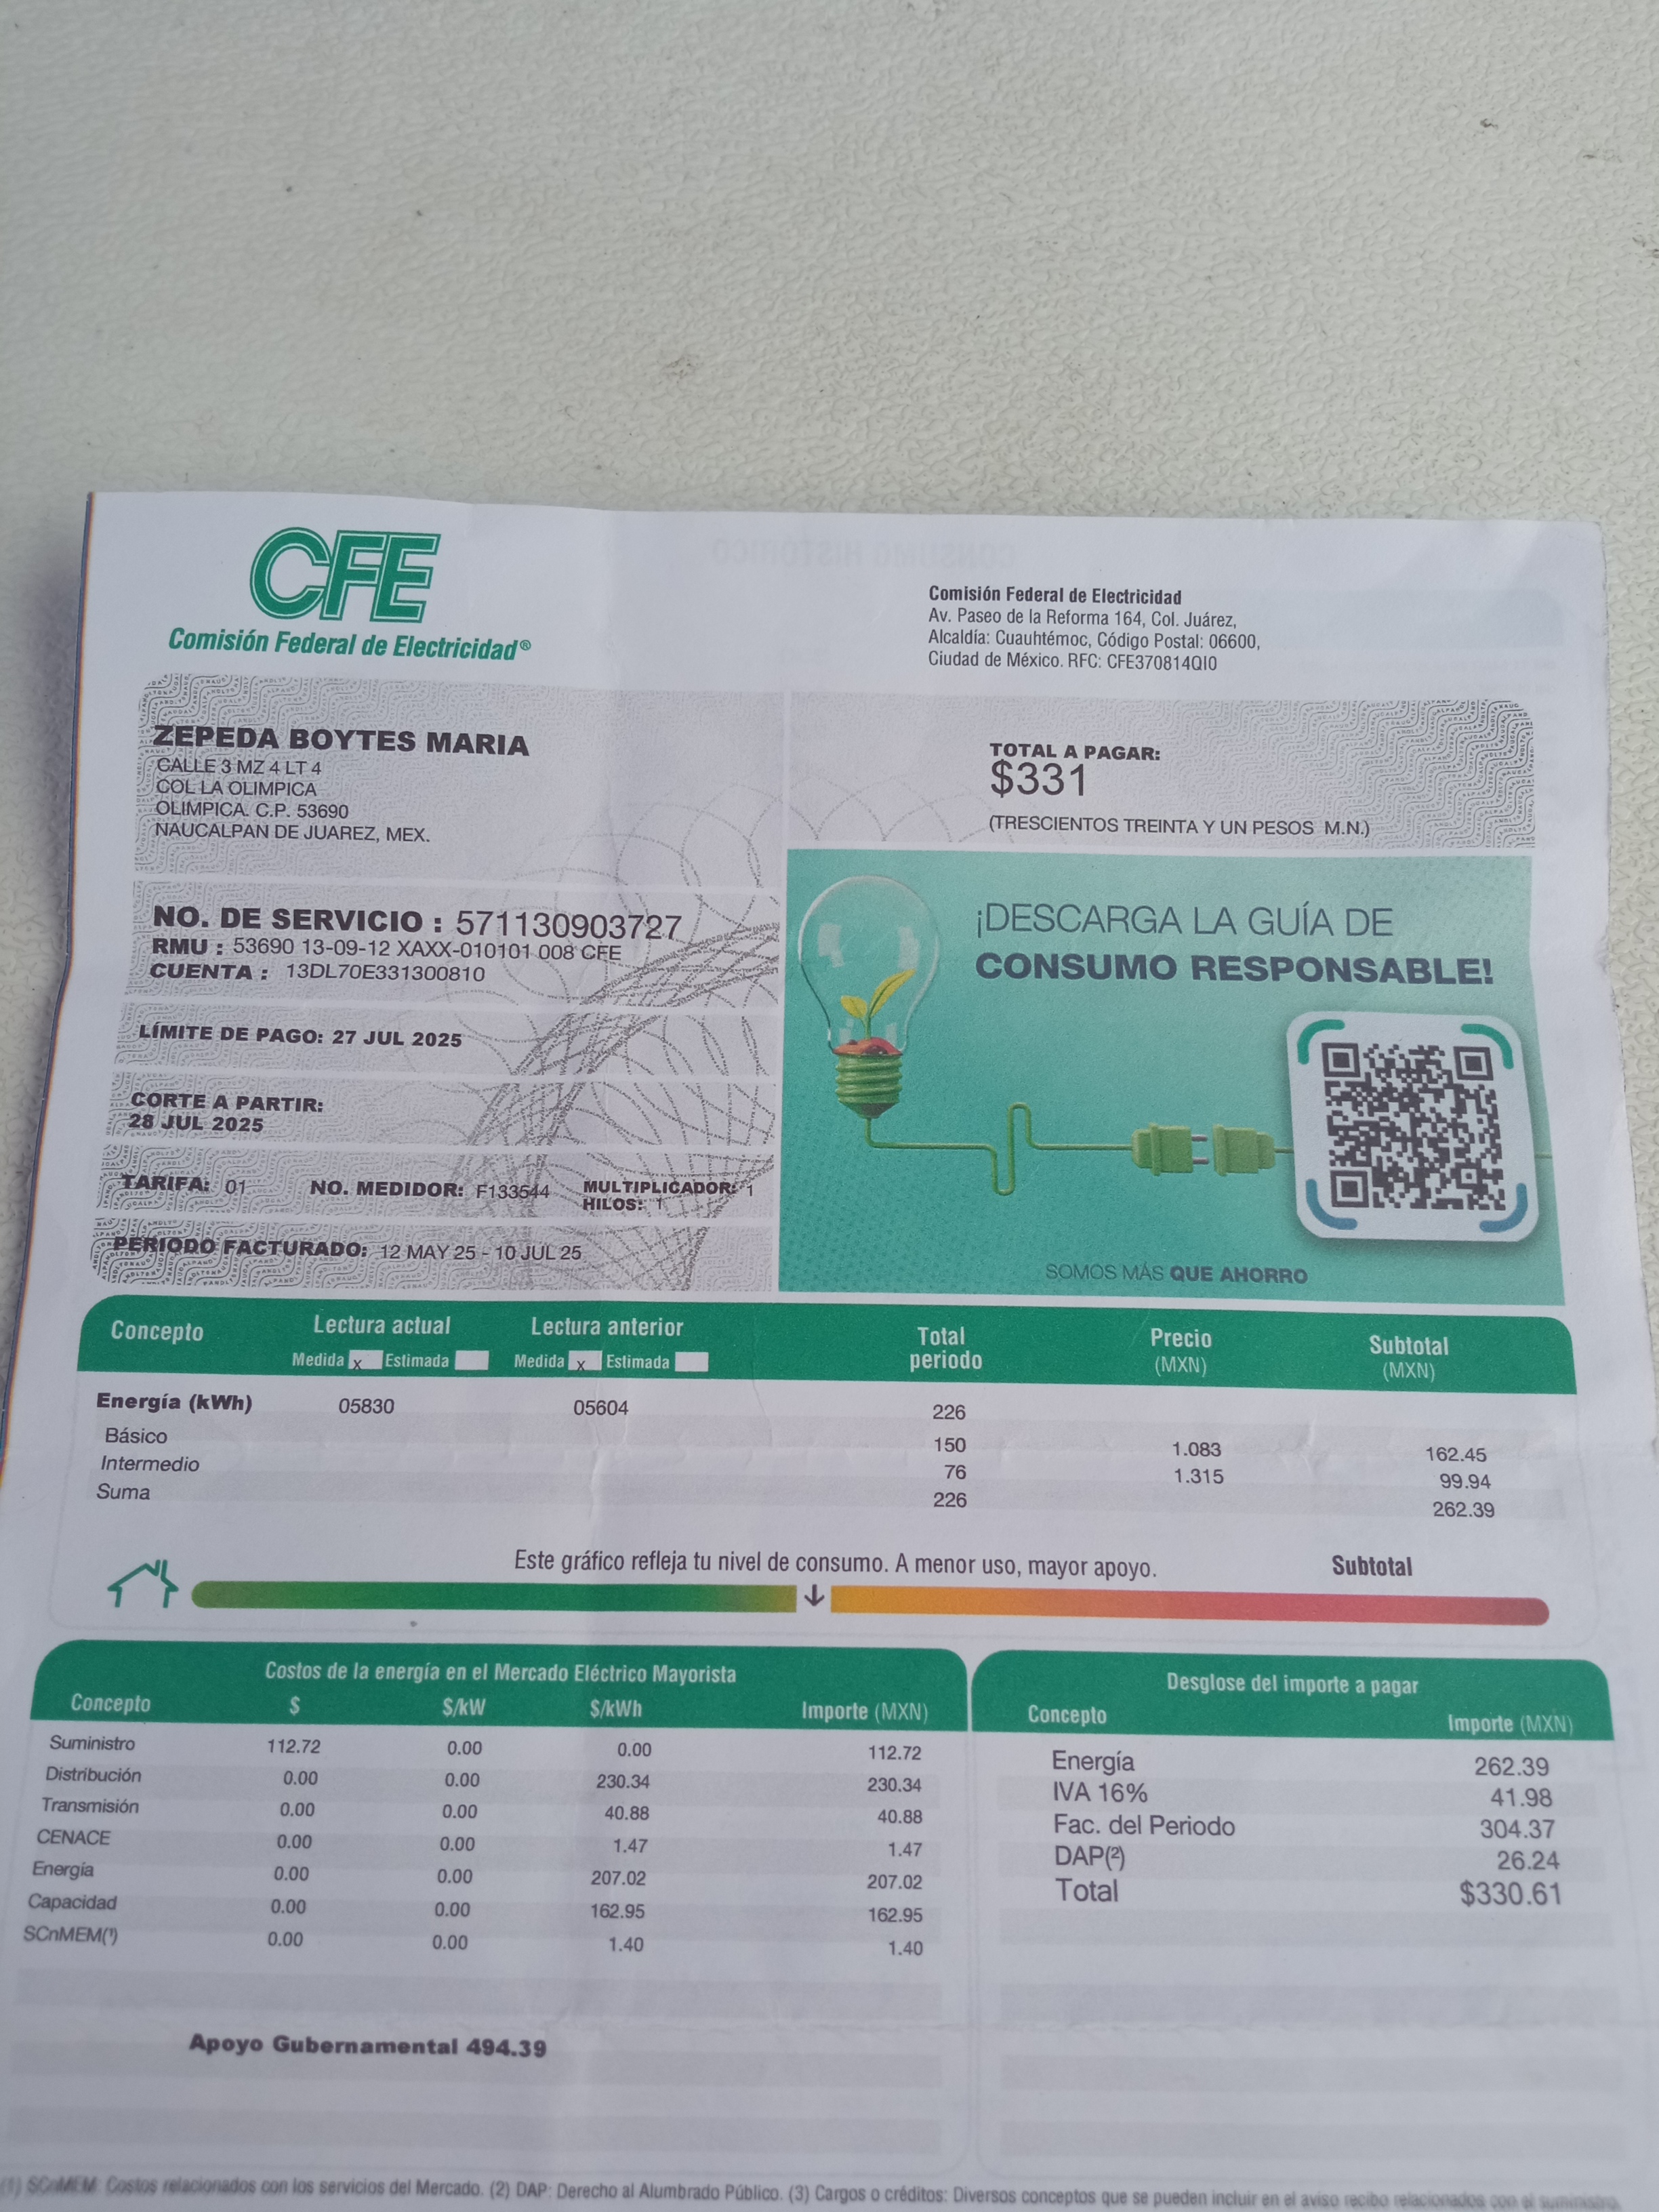 CFE
Comisión Federal de Electricidad®
Comisión Federal de Electricidad
Av. Paseo de la Reforma 164, Col. Juárez,
Alcaldía: Cuauhtémoc, Código Postal: 06600,
Ciudad de México. RFC: CFE370814QI0
ZEPEDA BOYTES MARIA
CALLE 3 MZ 4 LT 4
COL LA OLIMPICA
OLIMPICA. C.P. 53690
NAUCALPAN DE JUAREZ, MEX.
TOTAL A PAGAR:
$331
(TRESCIENTOS TREINTA Y UN PESOS M.N.)
NO. DE SERVICIO : 571130903727
RMU : 53690 13-09-12 XAXX-010101 008 CFE
CUENTA : 13DL70E331300810
LÍMITE DE PAGO: 27 JUL 2025
CORTE A PARTIR:
28 JUL 2025
TARIFA: 01 NO. MEDIDOR: F133544 MULTIPLICADOR: 1
HILOS: 1
PERIODO FACTURADO: 12 MAY 25 - 10 JUL 25
¡DESCARGA LA GUÍA DE
CONSUMO RESPONSABLE!
SOMOS MÁS QUE AHORRO
Concepto Lectura actual Lectura anterior Total periodo Precio (MXN) Subtotal (MXN)
Medida x Estimada Medida x Estimada
Energía (kWh) 05830 05604 226
Básico 150 1.083 162.45
Intermedio 76 1.315 99.94
Suma 226 262.39
Este gráfico refleja tu nivel de consumo. A menor uso, mayor apoyo. Subtotal
Costos de la energía en el Mercado Eléctrico Mayorista
Concepto $ $/kW $/kWh Importe (MXN)
Suministro 112.72 0.00 0.00 112.72
Distribución 0.00 0.00 230.34 230.34
Transmisión 0.00 0.00 40.88 40.88
CENACE 0.00 0.00 1.47 1.47
Energía 0.00 0.00 207.02 207.02
Capacidad 0.00 0.00 162.95 162.95
SCnMEM(¹) 0.00 0.00 1.40 1.40
Apoyo Gubernamental 494.39
Desglose del importe a pagar
Concepto Importe (MXN)
Energía 262.39
IVA 16% 41.98
Fac. del Periodo 304.37
DAP(²) 26.24
Total $330.61
(1) SCnMEM: Costos relacionados con los servicios del Mercado. (2) DAP: Derecho al Alumbrado Público. (3) Cargos o créditos: Diversos conceptos que se pueden incluir en el aviso recibo relacionados con el suministro.